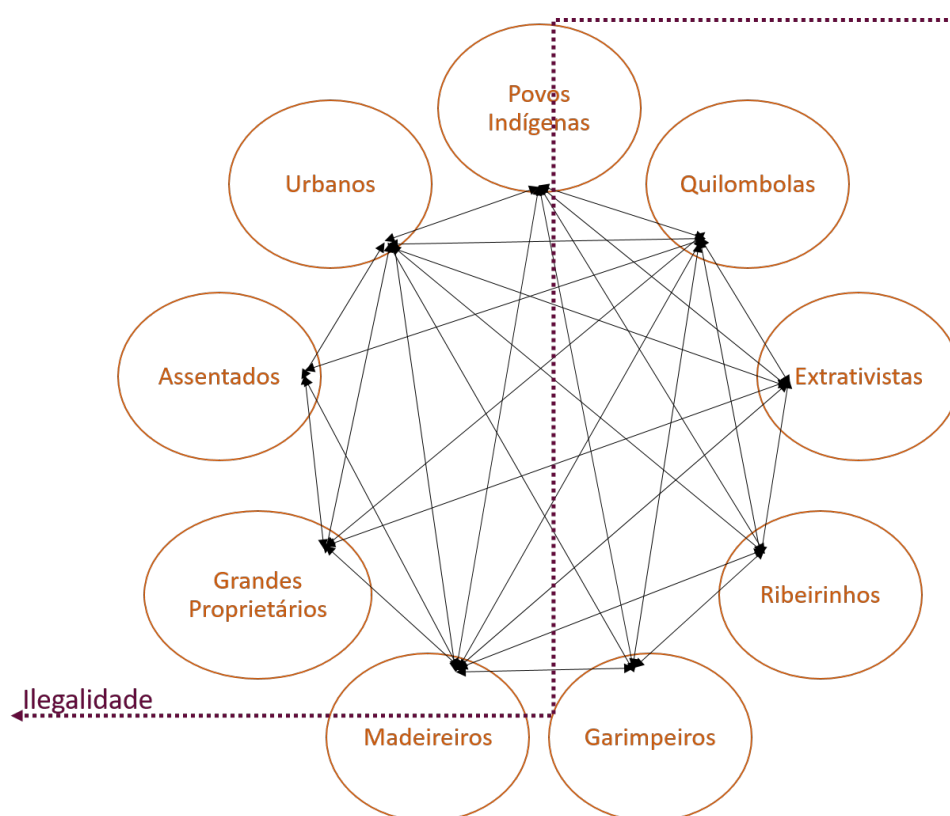 Povos
Indígenas
Urbanos
Quilombolas
Assentados
Extrativistas
Grandes
Proprietários
Ribeirinhos
Ilegalidade
Madeireiros
Garimpeiros